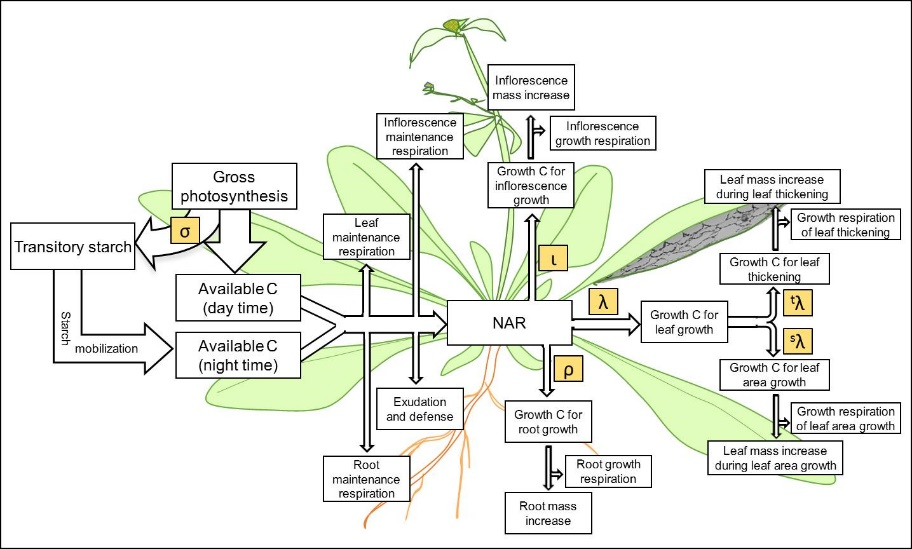 Inflorescence
mass increase
Inflorescence
maintenance
respiration
Inflorescence
growth respiration
Gross
photosynthesis
Growth C for
inflorescence
growth
Leaf mass increase
during leaf thickening
Growth respiration
of leaf thickening
Leaf
maintenance
respiration
σ
Transitory starch
ι
Growth C for leaf
thickening
Available C
(day time)
λ
tλ
NAR
Growth C for
leaf growth
sλ
Starch
mobilization
Available C
(night time)
ρ
Growth C for leaf
area growth
Exudation
and defense
Growth C for
root growth
Growth respiration
of leaf area growth
Leaf mass increase
during leaf area growth
Root
maintenance
respiration
Root growth
respiration
Root mass
increase